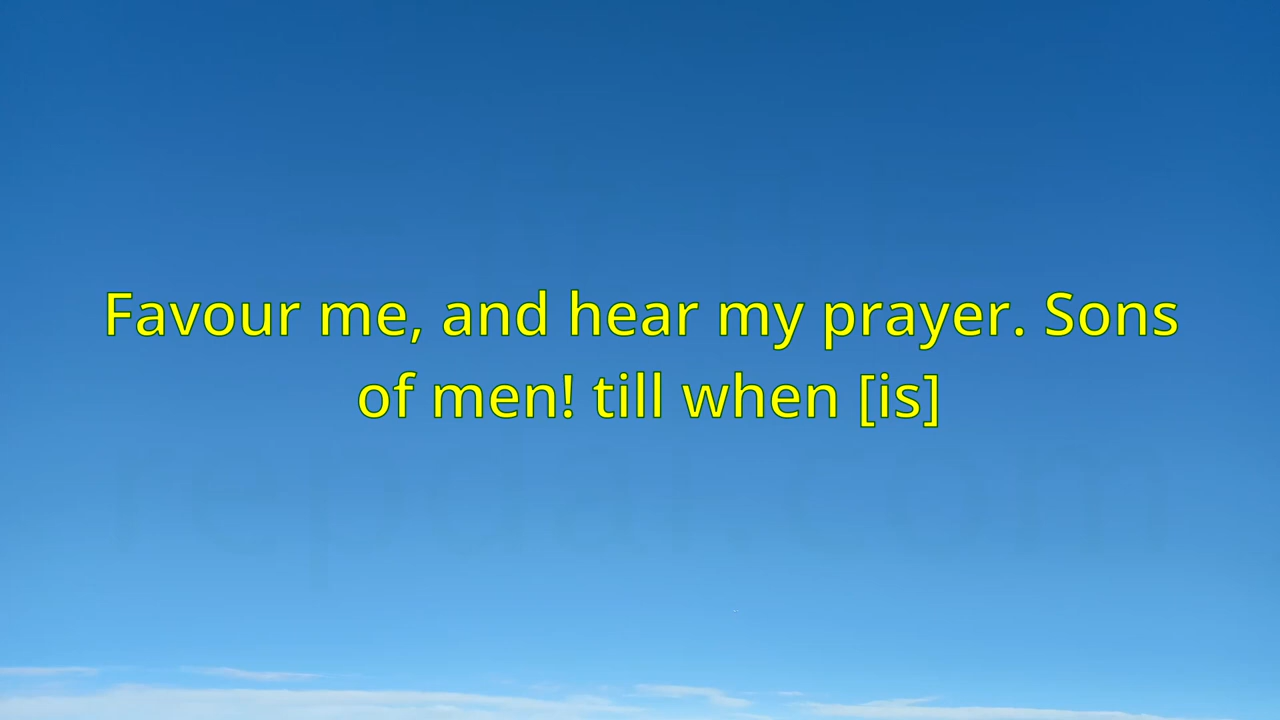 Favour me, and hear my prayer. Sons
of men! till when [is]